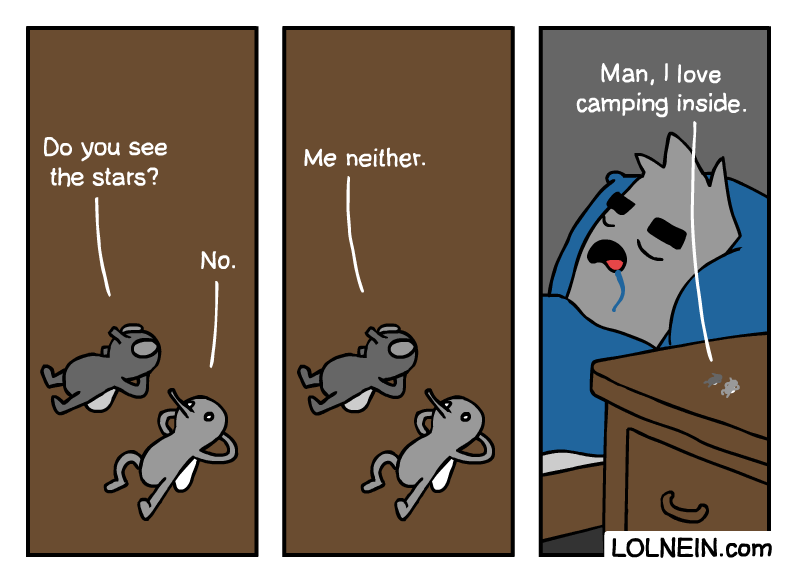 Do you see
the stars?
No.
Me neither.
Man, I love
camping inside.
LOLNEIN.com